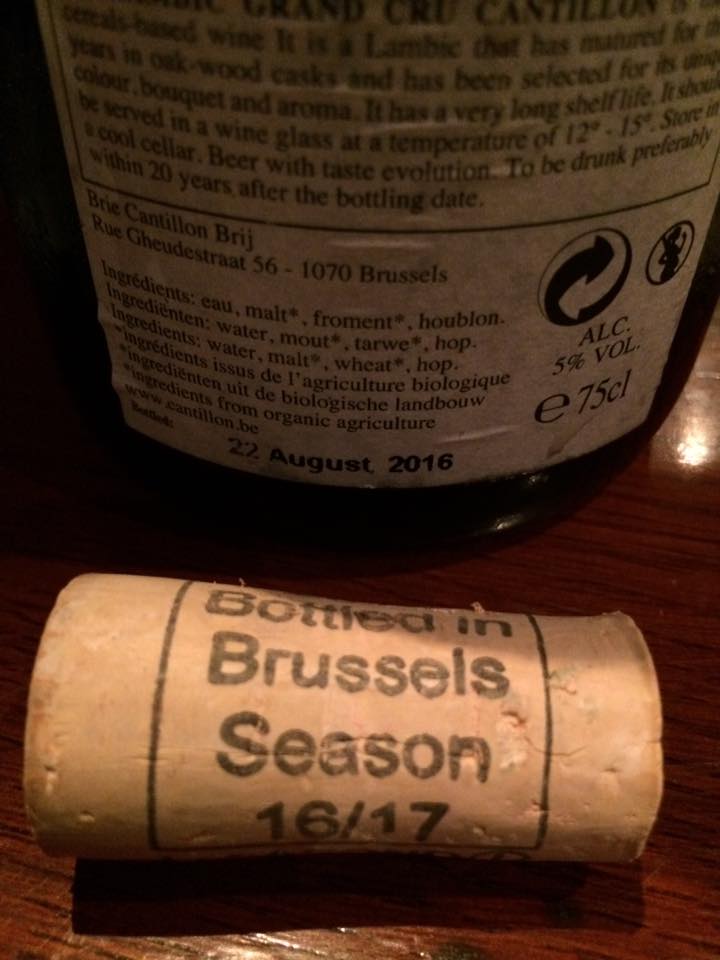 LAMBIC GRAND CRU CANTILLON is
cereals-based wine It is a Lambic that has matured for
years in oak-wood casks and has been selected for its
colour, bouquet and aroma. It has a very long shelf life. It
be served in a wine glass at a temperature of 12° - 15°. Store in
a cool cellar. Beer with taste evolution. To be drunk preferably
within 20 years after the bottling date.
Brie Cantillon Brij
Rue Gheudestraat 56 - 1070 Brussels
Ingrédients: eau, malt*, froment*, houblon.
Ingrediënten: water, mout*, tarwe*, hop.
Ingredients: water, malt*, wheat*, hop.
*ingrédients issus de l'agriculture biologique
*ingrediënten uit de biologische landbouw
*ingredients from organic agriculture
www.cantillon.be
Bottled:
22 August 2016
ALC.
5% VOL.
e 75cl
Bottled in
Brussels
Season
16/17